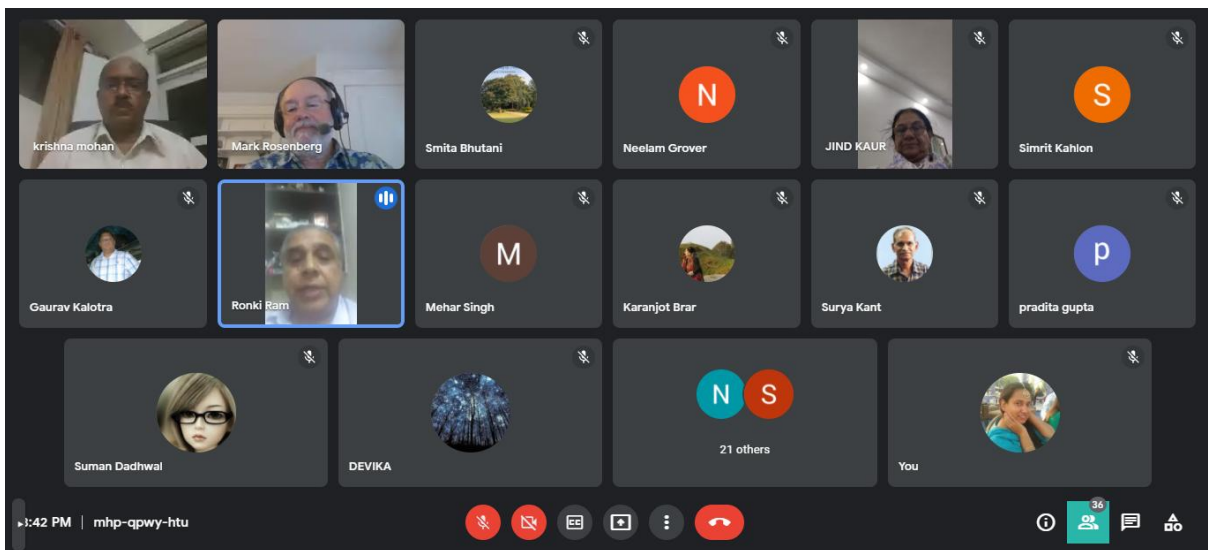 krishna mohan
Mark Rosenberg
Smita Bhutani
N
Neelam Grover
JIND KAUR
S
Simrit Kahlon
Gaurav Kalotra
Ronki Ram
M
Mehar Singh
Karanjot Brar
Surya Kant
p
pradita gupta
Suman Dadhwal
DEVIKA
N S
21 others
You
:42 PM | mhp-qpwy-htu
CC
36